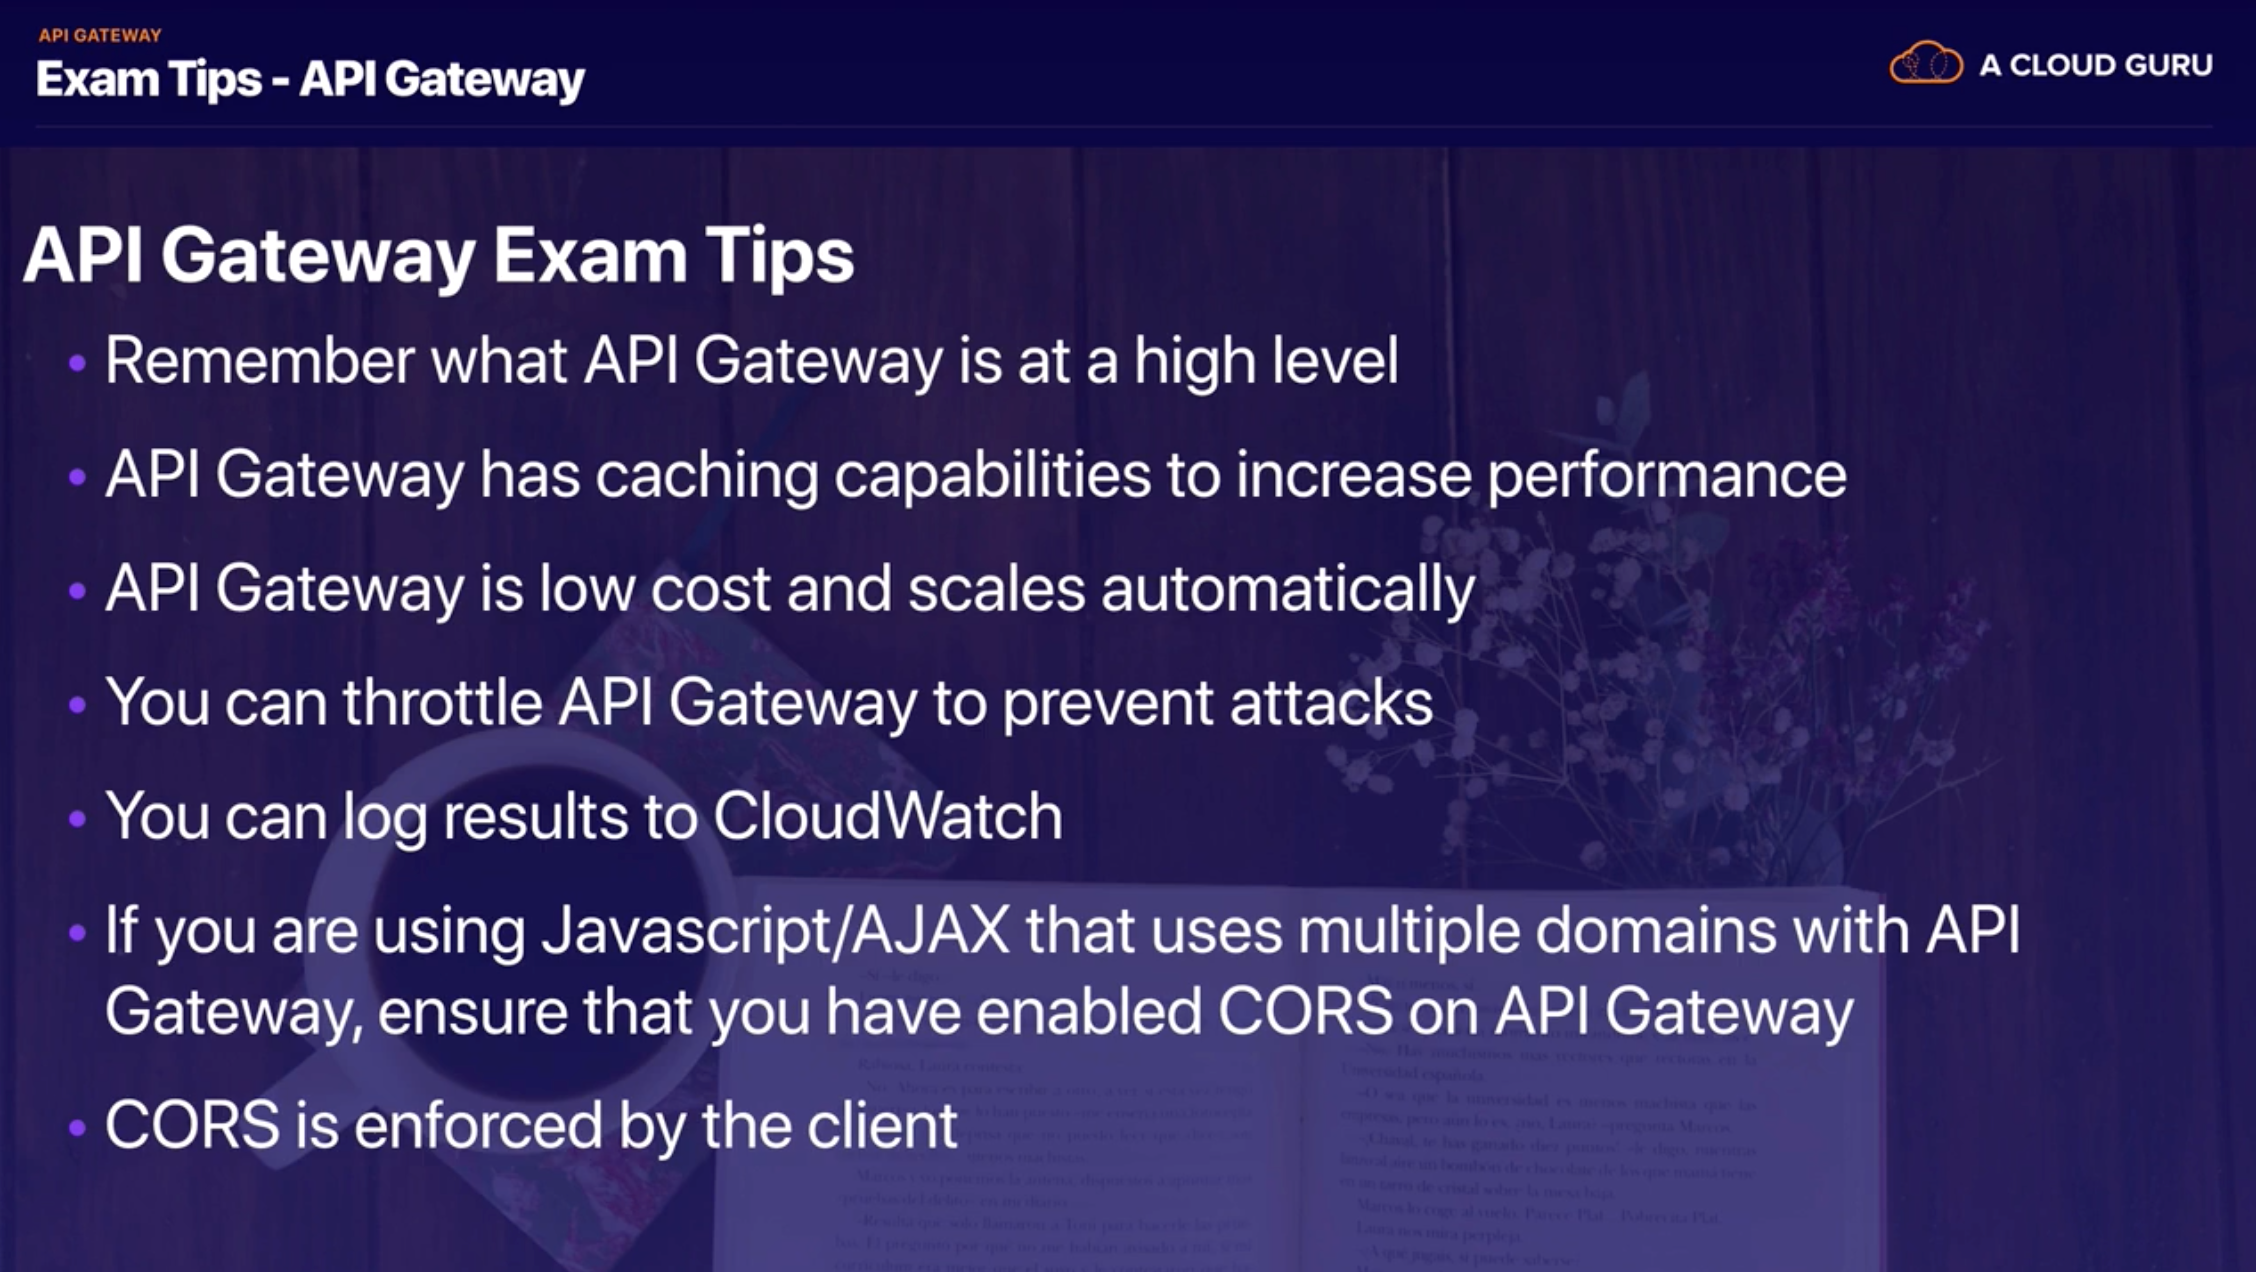 API GATEWAY
Exam Tips - API Gateway
A CLOUD GURU
API Gateway Exam Tips
• Remember what API Gateway is at a high level
• API Gateway has caching capabilities to increase performance
• API Gateway is low cost and scales automatically
• You can throttle API Gateway to prevent attacks
• You can log results to CloudWatch
• If you are using Javascript/AJAX that uses multiple domains with API
Gateway, ensure that you have enabled CORS on API Gateway
• CORS is enforced by the client